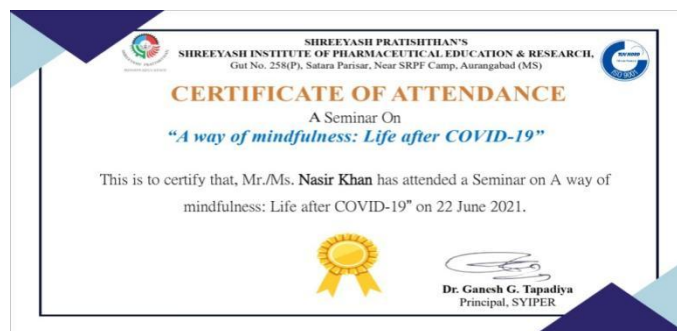 SHREEYASH PRATISHTHAN'S
SHREEYASH INSTITUTE OF PHARMACEUTICAL EDUCATION & RESEARCH,
Gut No. 258(P), Satara Parisar, Near SRPF Camp, Aurangabad (MS)
CERTIFICATE OF ATTENDANCE
A Seminar On
"A way of mindfulness: Life after COVID-19"
This is to certify that, Mr./Ms. Nasir Khan has attended a Seminar on A way of
mindfulness: Life after COVID-19" on 22 June 2021.
Dr. Ganesh G. Tapadiya
Principal, SYIPER
ISO 9001